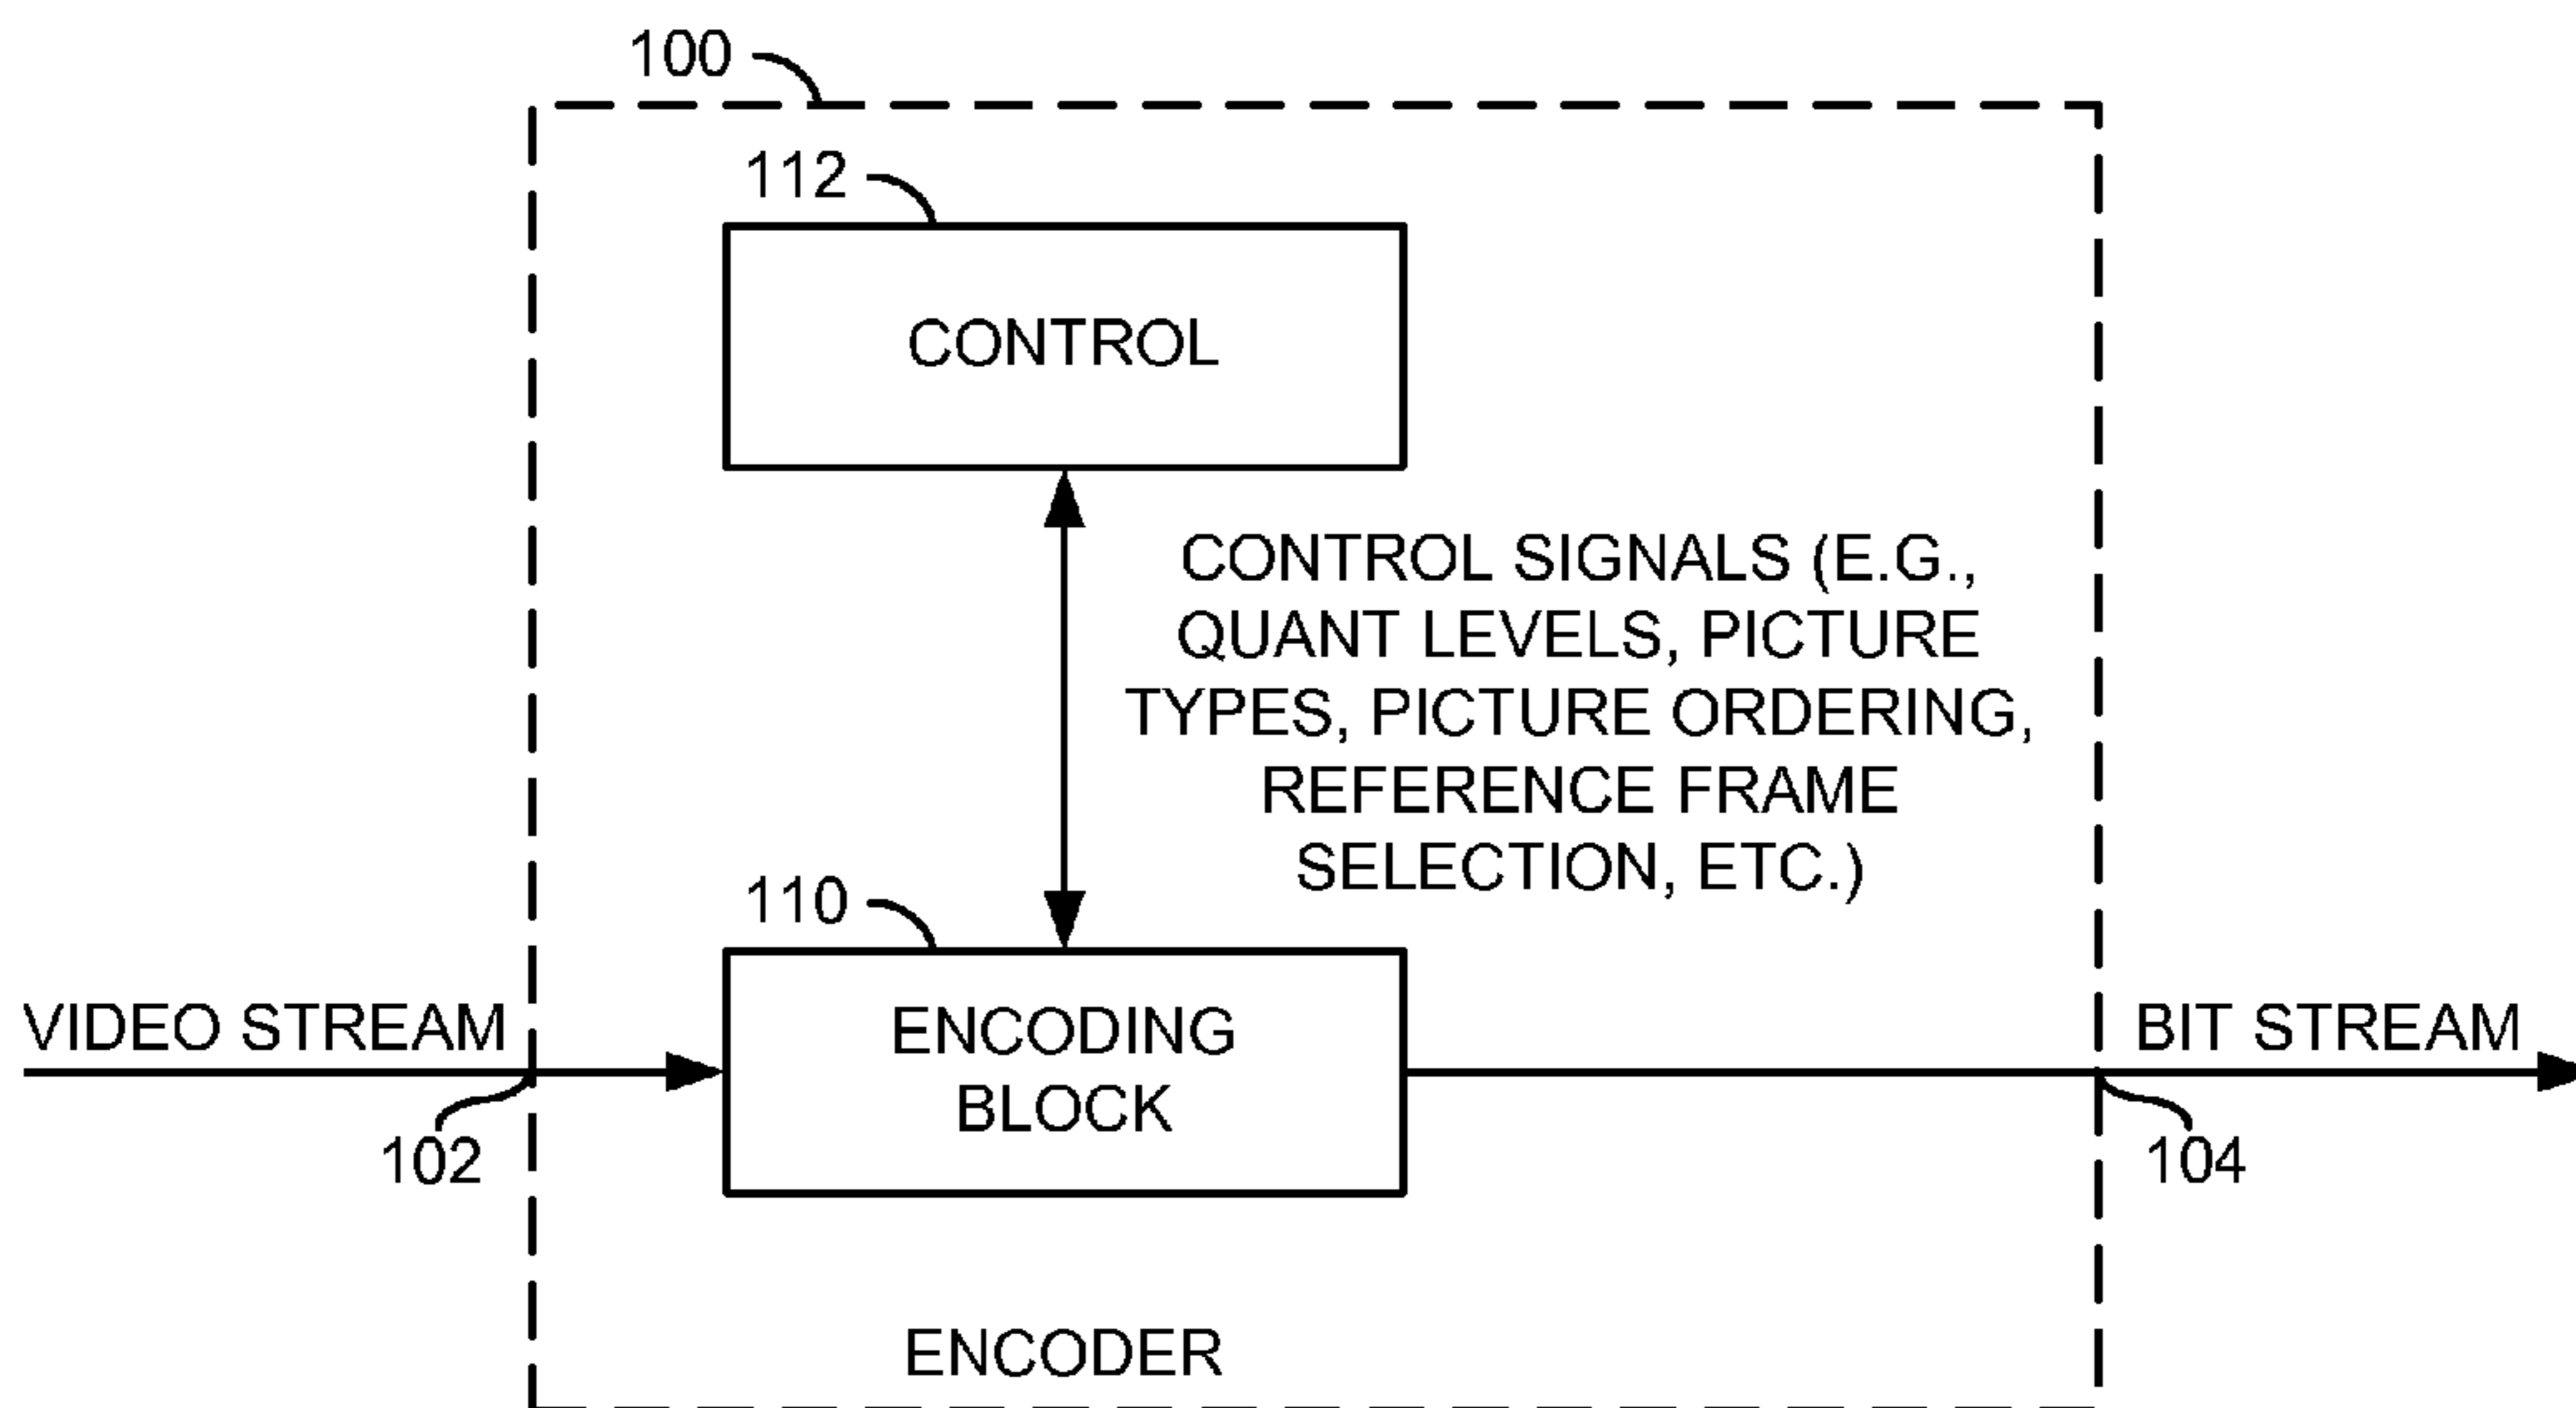 100
112
CONTROL
CONTROL SIGNALS (E.G.,
QUANT LEVELS, PICTURE
TYPES, PICTURE ORDERING,
REFERENCE FRAME
SELECTION, ETC.)
110
VIDEO STREAM
ENCODING
BLOCK
BIT STREAM
102
104
ENCODER